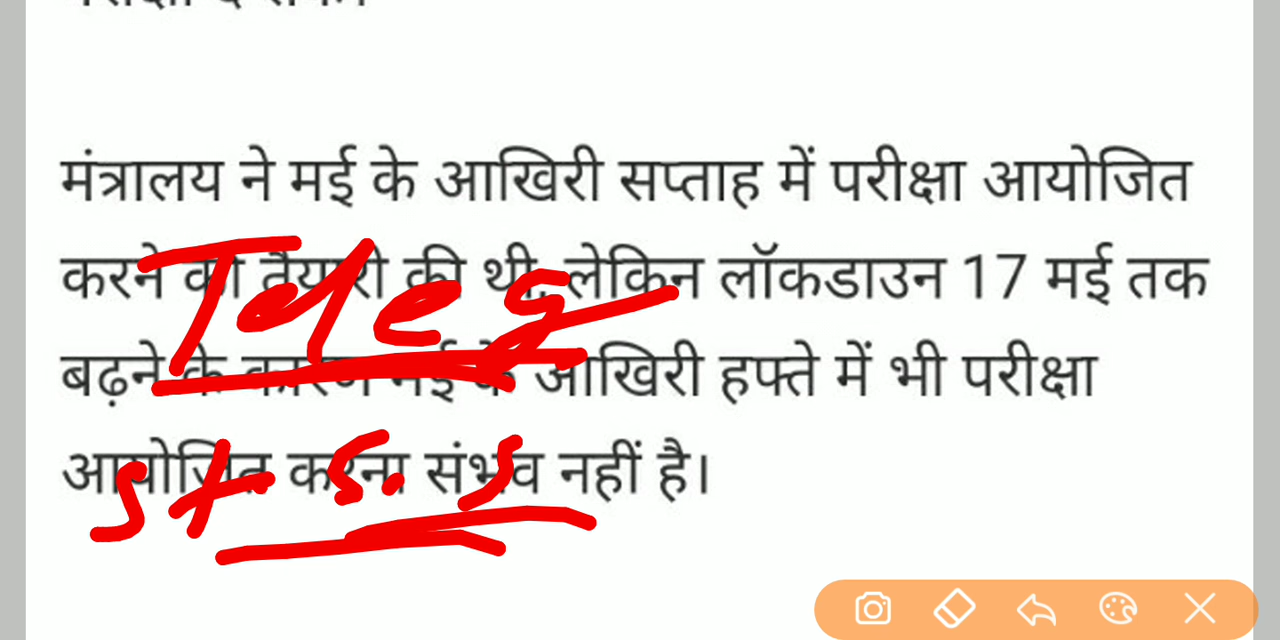 मंत्रालय ने मई के आखिरी सप्ताह में परीक्षा आयोजित
करने की तैयारी की थी, लेकिन लॉकडाउन 17 मई तक
बढ़ने के कारण मई के आखिरी हफ्ते में भी परीक्षा
आयोजित करना संभव नहीं है।